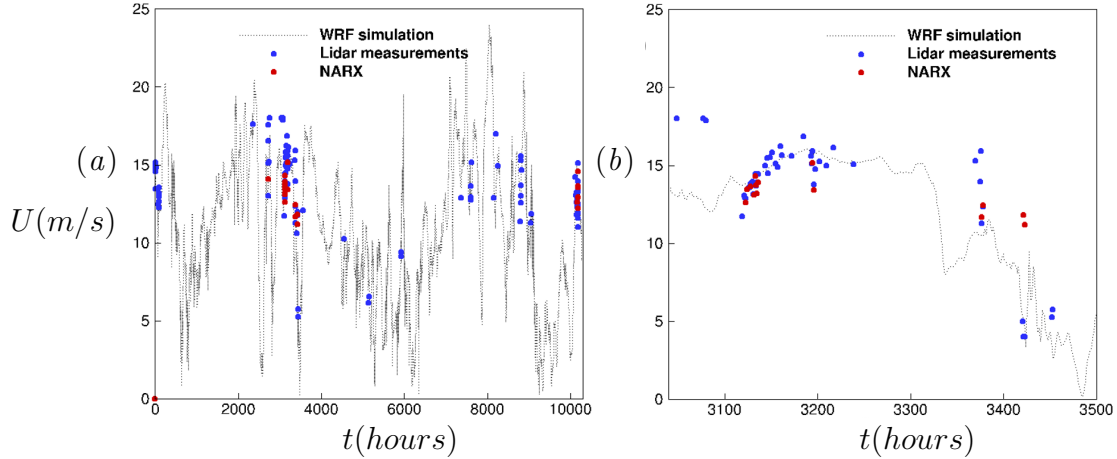 25
20
15
10
5
0
0 2000 4000 6000 8000 10000
WRF simulation
Lidar measurements
NARX
(a)
U(m/s)
t(hours)
25
20
15
10
5
0
3100 3200 3300 3400 3500
WRF simulation
Lidar measurements
NARX
(b)
t(hours)